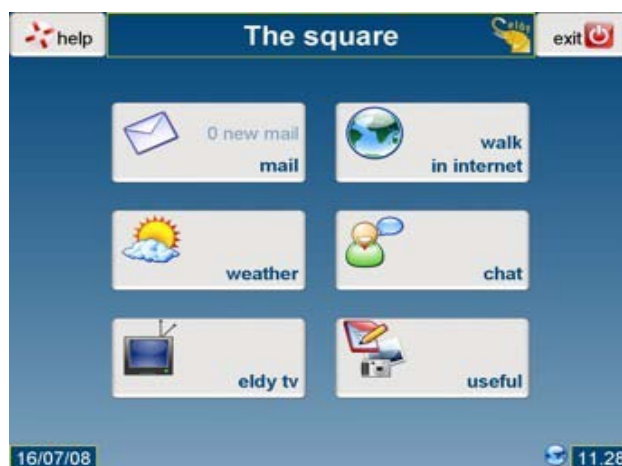 help
The square
eldy
exit
0 new mail
mail
walk
in internet
weather
chat
eldy tv
useful
16/07/08
11.28